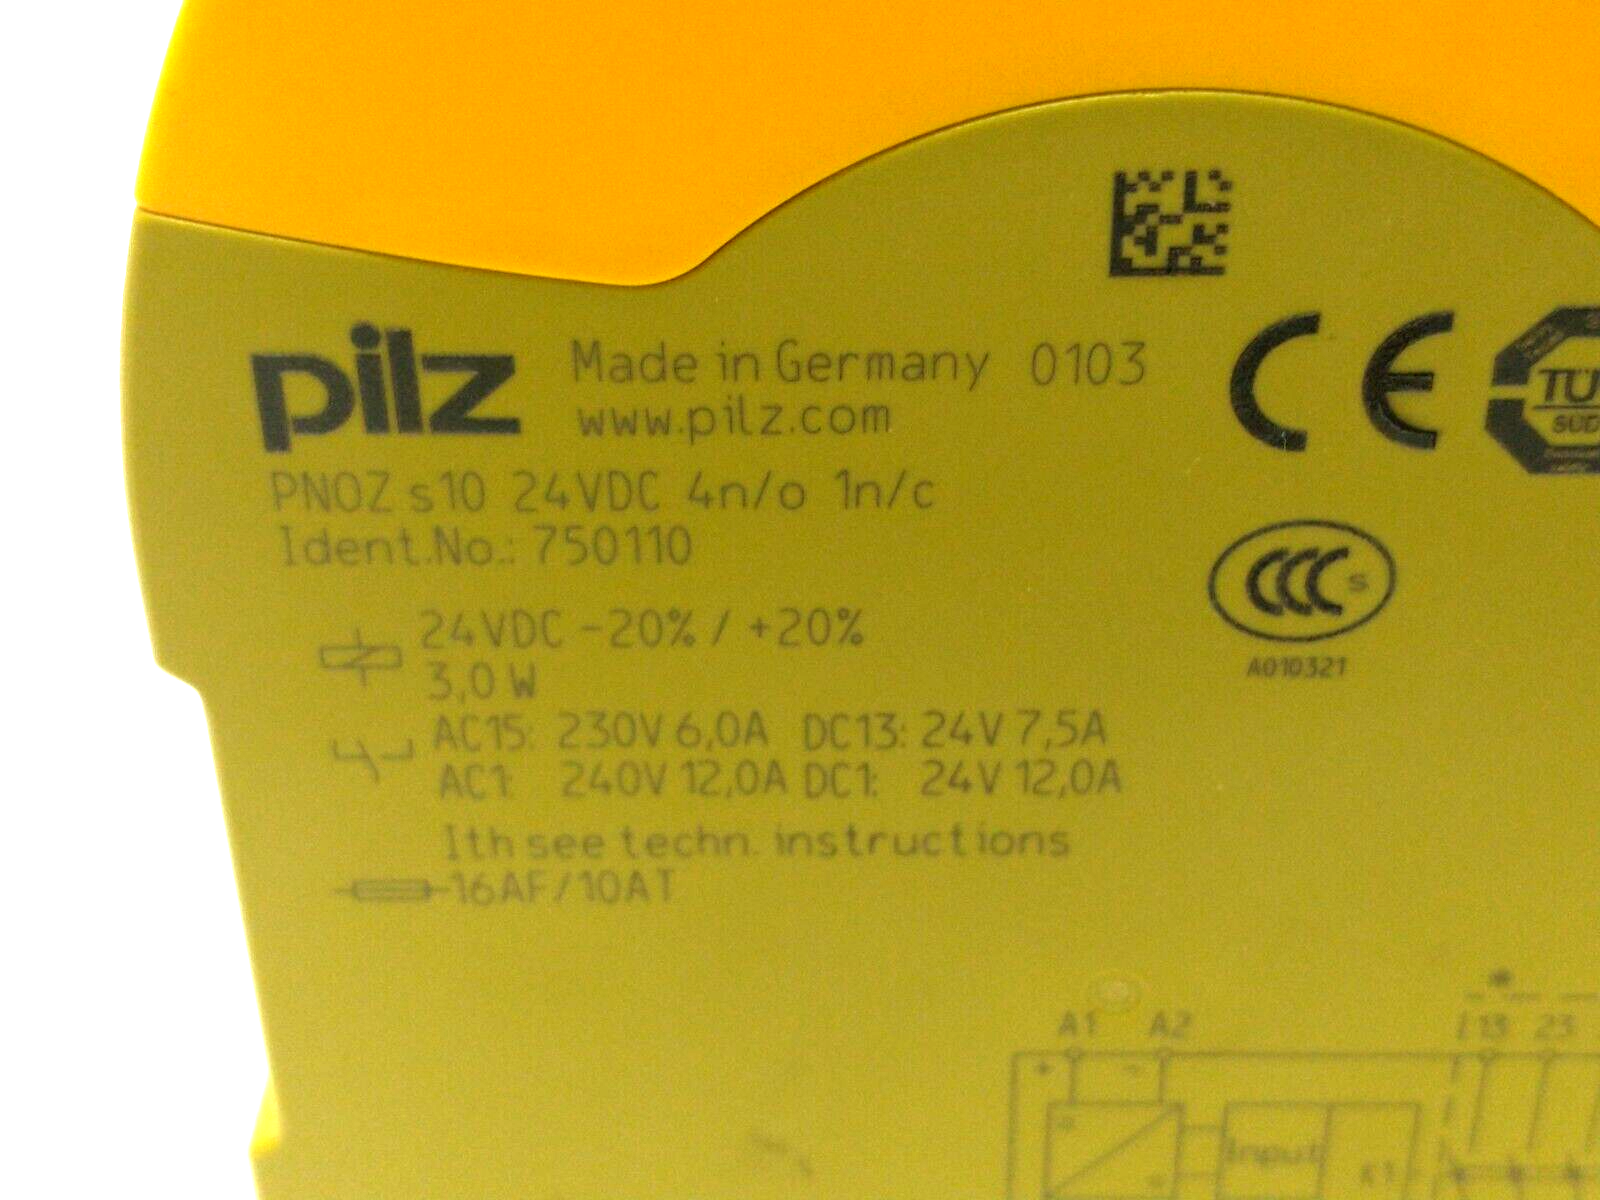 pilz Made in Germany 0103
www.pilz.com
CE
TÜ
SÜD
PNOZ s10 24VDC 4n/o 1n/c
Ident.No.: 750110
CCC S
A010321
24VDC -20% / +20%
3,0 W
AC15: 230V 6,0A DC13: 24V 7,5A
AC1: 240V 12,0A DC1: 24V 12,0A
Ith see techn. instructions
16AF/10AT
A1 A2 13 23
+ ~
Input K1